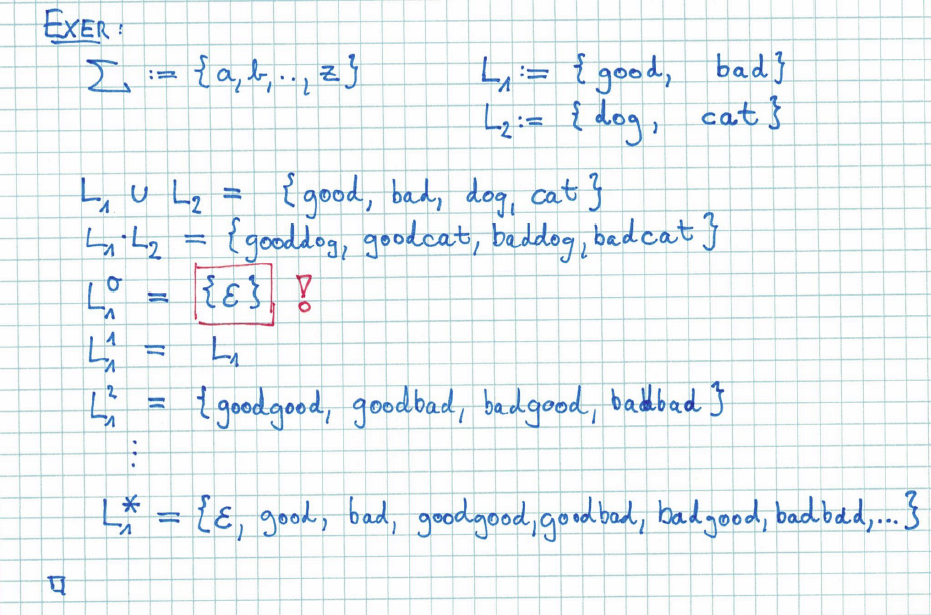 EXER:
Σ := {a, b, .., z} L₁ := {good, bad}
L₂ := {dog, cat}
L₁ ∪ L₂ = {good, bad, dog, cat}
L₁·L₂ = {gooddog, goodcat, baddog, badcat}
L₁⁰ = {ε} !
L₁¹ = L₁
L₁² = {goodgood, goodbad, badgood, badbad}
⋮
L₁* = {ε, good, bad, goodgood, goodbad, badgood, badbad, ...}